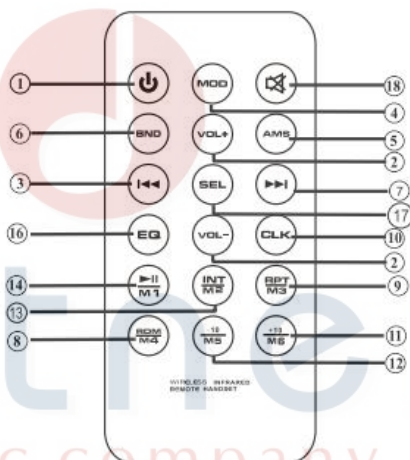 1 18
MOD
4
6 BND VOL+ AMS 5
2
3 SEL 7
17
16 EQ VOL- CLK 10
2
14 M1 INT M2 RPT M3 9
13
8 RDM M4 -10 M5 +10 M6 11
12
WIRELESS INFRARED
REMOTE HANDSET
tne
c company